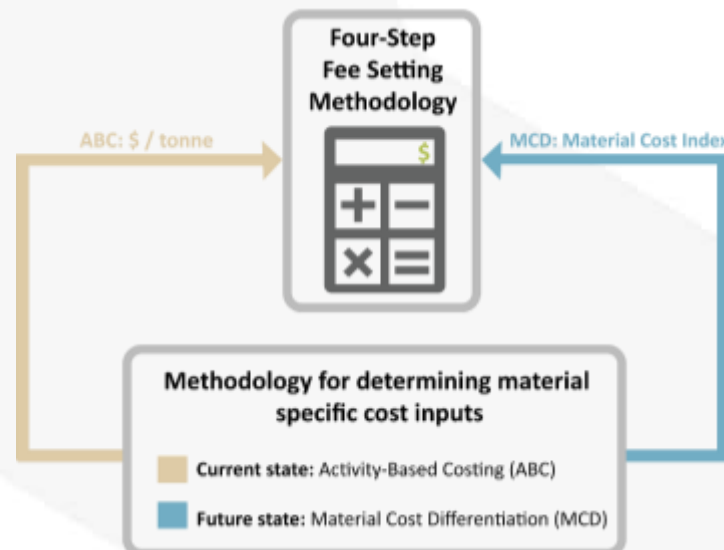 Four-Step
Fee Setting
Methodology
ABC: $ / tonne
MCD: Material Cost Index
$
Methodology for determining material
specific cost inputs
Current state: Activity-Based Costing (ABC)
Future state: Material Cost Differentiation (MCD)